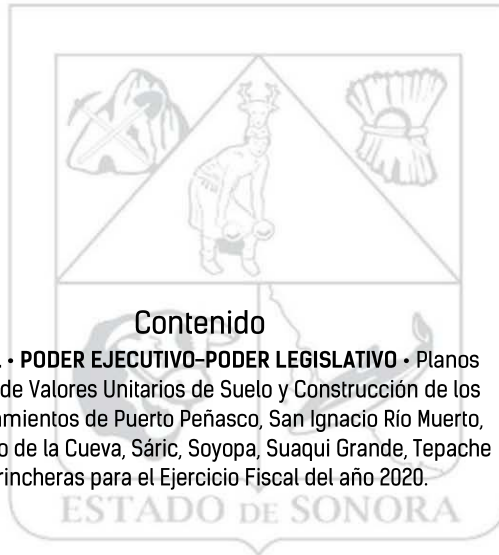 Contenido
• PODER EJECUTIVO-PODER LEGISLATIVO • Planos
de Valores Unitarios de Suelo y Construcción de los
de Puerto Peñasco, San Ignacio Río Muerto,
de la Cueva, Sáric, Soyopa, Suaqui Grande, Tepache
para el Ejercicio Fiscal del año 2020.
ESTADO DE SONORA